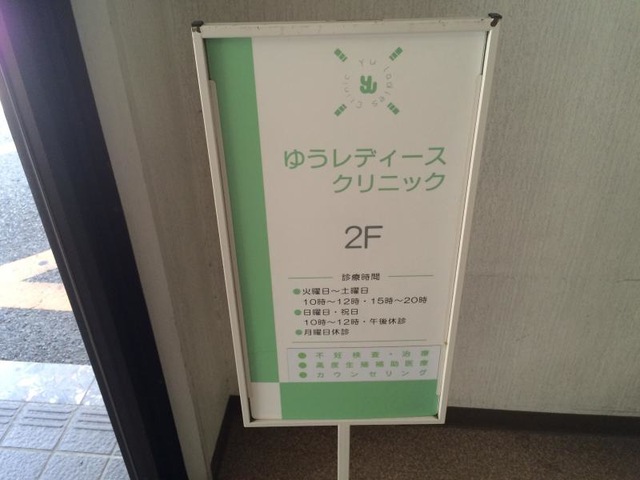 Yu Ladies Clinic
ゆうレディース
クリニック
2F
診療時間
●火曜日～土曜日
10時～12時・15時～20時
●日曜日・祝日
10時～12時・午後休診
●月曜日休診
●不妊検査・治療
●高度生殖補助医療
●カウンセリング